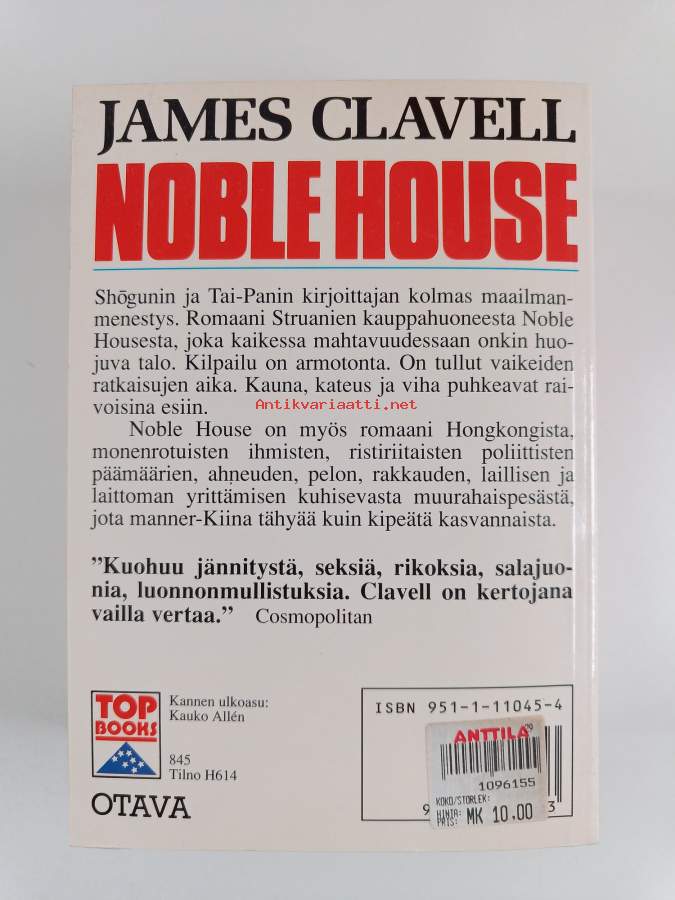 JAMES CLAVELL
NOBLE HOUSE
Shōgunin ja Tai-Panin kirjoittajan kolmas maailman-
menestys. Romaani Struanien kauppahuoneesta Noble
Housesta, joka kaikessa mahtavuudessaan onkin huo-
juva talo. Kilpailu on armotonta. On tullut vaikeiden
ratkaisujen aika. Kauna, kateus ja viha puhkeavat rai-
voisina esiin.
Antikvariaatti.net
Noble House on myös romaani Hongkongista,
monenrotuisten ihmisten, ristiriitaisten poliittisten
päämäärien, ahneuden, pelon, rakkauden, laillisen ja
laittoman yrittämisen kuhisevasta muurahaispesästä,
jota manner-Kiina tähyää kuin kipeätä kasvannaista.
”Kuohuu jännitystä, seksiä, rikoksia, salajuo-
nia, luonnonmullistuksia. Clavell on kertojana
vailla vertaa.” Cosmopolitan
TOP
BOOKS
Kannen ulkoasu:
Kauko Allén
845
Tilno H614
OTAVA
ISBN 951-1-11045-4
ANTTILA
1096155
KOKO/STORLEK:
HINTA:
PRIS: MK 10.00
9
3